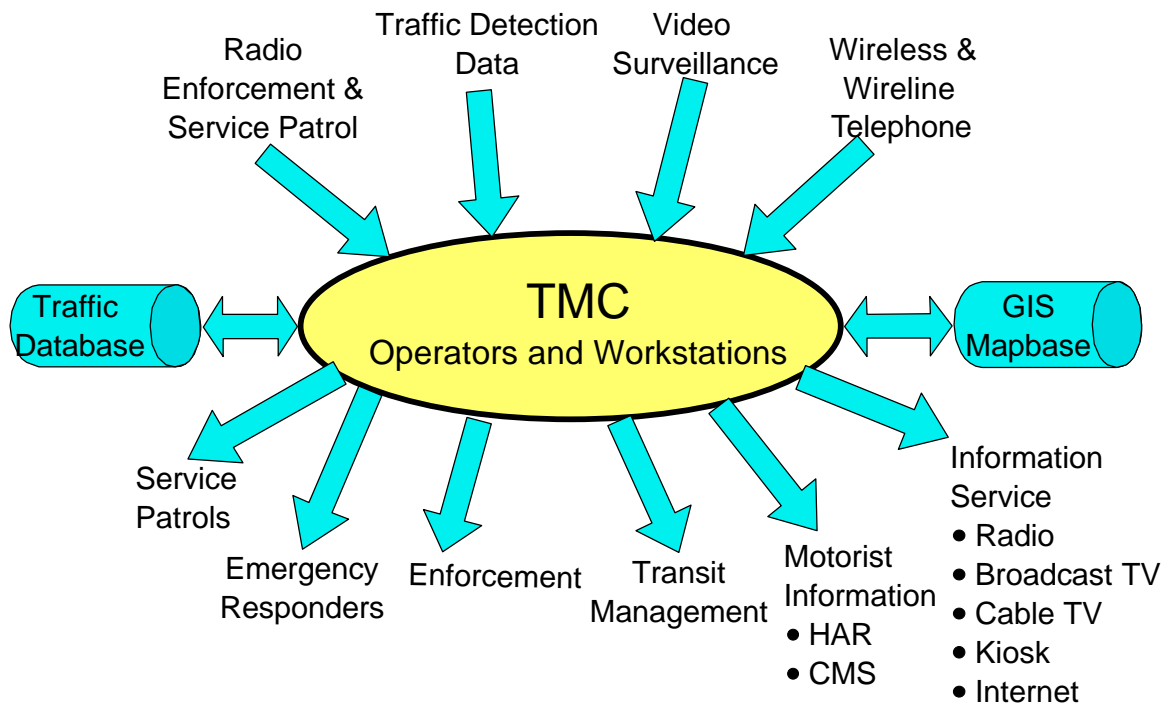 Radio
Enforcement &
Service Patrol
Traffic Detection
Data
Video
Surveillance
Wireless &
Wireline
Telephone
Traffic
Database
TMC
Operators and Workstations
GIS
Mapbase
Service
Patrols
Emergency
Responders
Enforcement
Transit
Management
Motorist
Information
• HAR
• CMS
Information
Service
• Radio
• Broadcast TV
• Cable TV
• Kiosk
• Internet